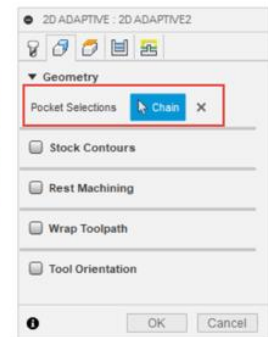 2D ADAPTIVE : 2D ADAPTIVE2
Geometry
Pocket Selections Chain
Stock Contours
Rest Machining
Wrap Toolpath
Tool Orientation
OK Cancel